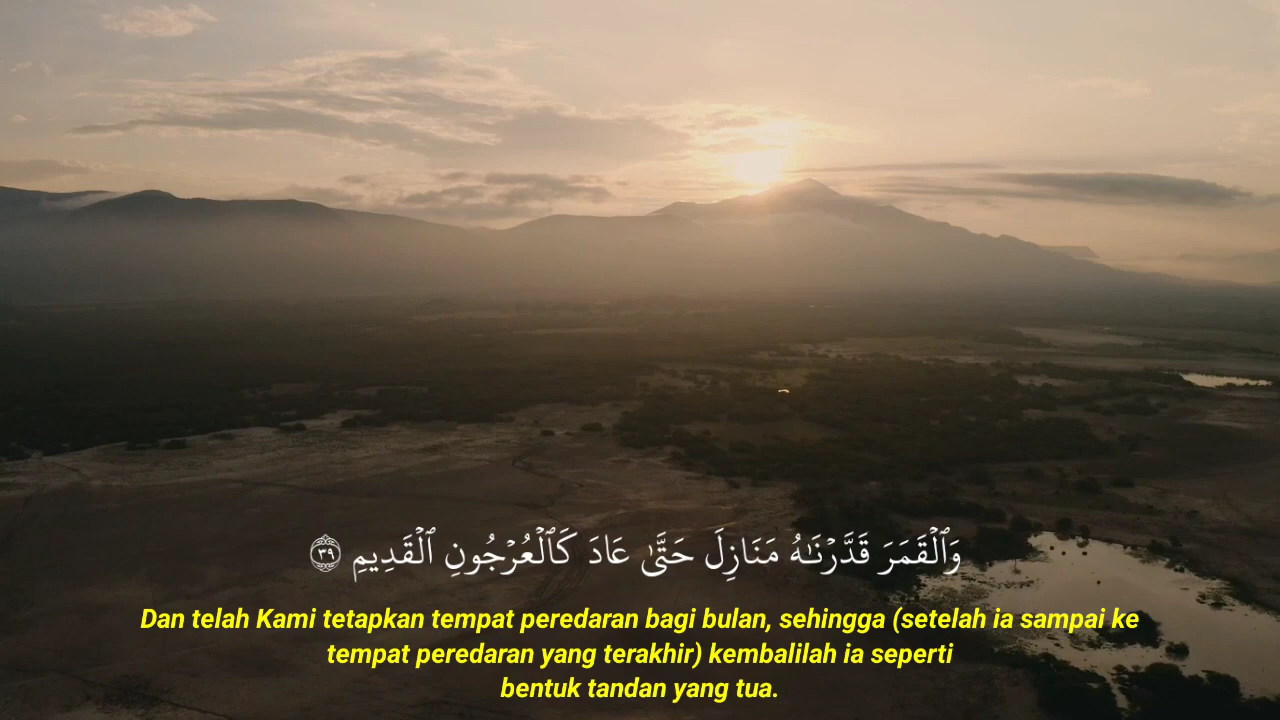 وَٱلْقَمَرَ قَدَّرْنَـٰهُ مَنَازِلَ حَتَّىٰ عَادَ كَٱلْعُرْجُونِ ٱلْقَدِيمِ ٣٩
Dan telah Kami tetapkan tempat peredaran bagi bulan, sehingga (setelah ia sampai ke
tempat peredaran yang terakhir) kembalilah ia seperti
bentuk tandan yang tua.